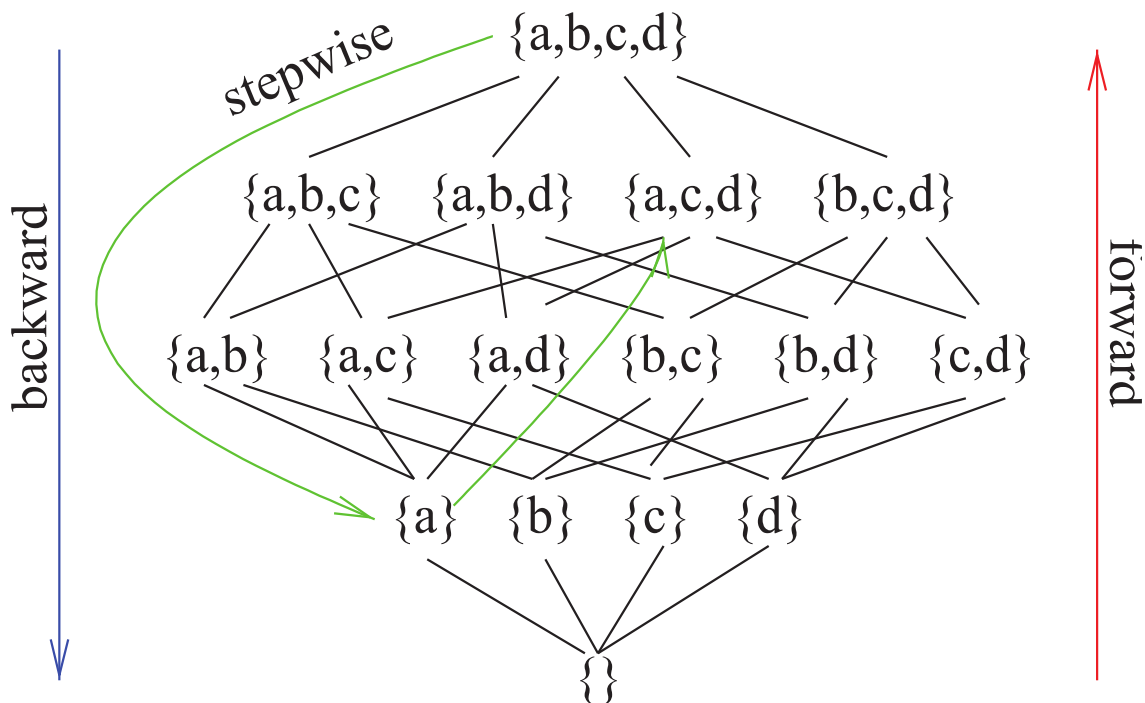 {a,b,c,d}
stepwise
{a,b,c} {a,b,d} {a,c,d} {b,c,d}
backward
forward
{a,b} {a,c} {a,d} {b,c} {b,d} {c,d}
{a} {b} {c} {d}
{}